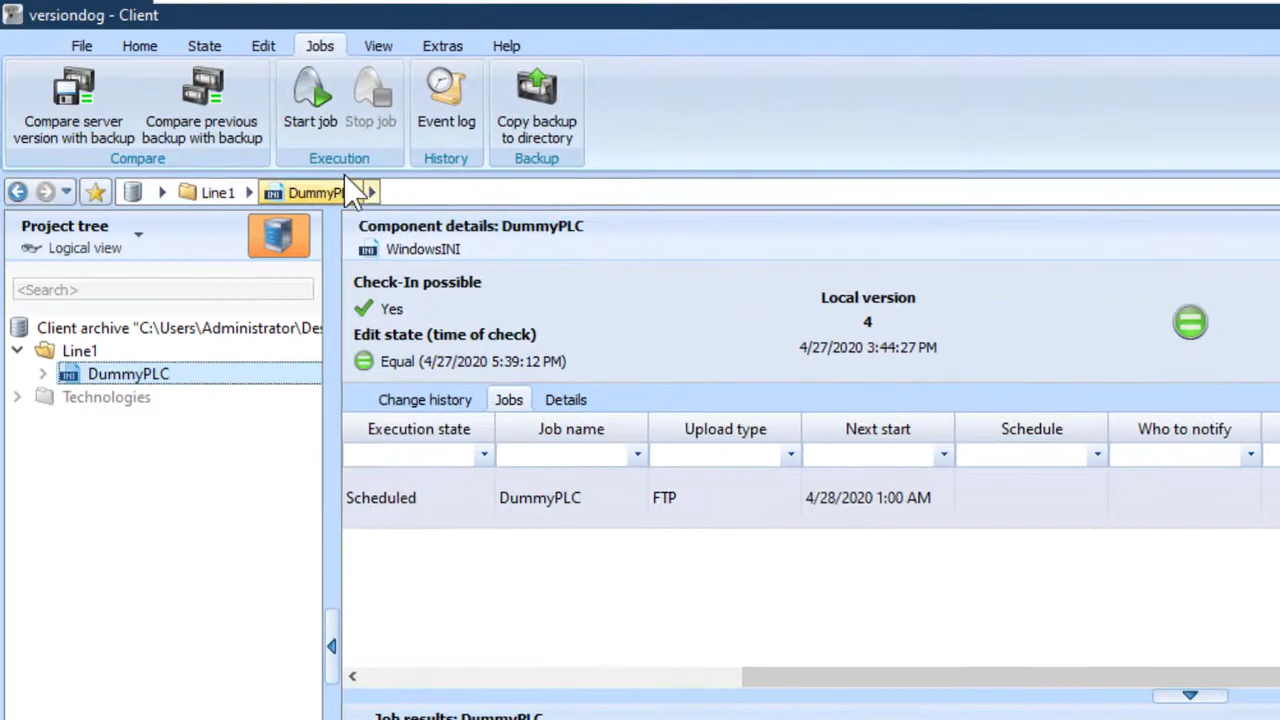 versiondog - Client
File Home State Edit Jobs View Extras Help
Compare server version with backup
Compare previous backup with backup
Start job
Stop job
Event log
Copy backup to directory
Compare
Execution
History
Backup
Line1
Project tree
Logical view
<Search>
Client archive "C:\Users\Administrator\De
Line1
INI DummyPLC
Technologies
Component details: DummyPLC
INI WindowsINI
Check-In possible
Yes
Edit state (time of check)
Equal (4/27/2020 5:39:12 PM)
Local version
4
4/27/2020 3:44:27 PM
Change history Jobs Details
Execution state Job name Upload type Next start Schedule Who to notify
Scheduled DummyPLC FTP 4/28/2020 1:00 AM
Job results: DummyPLC